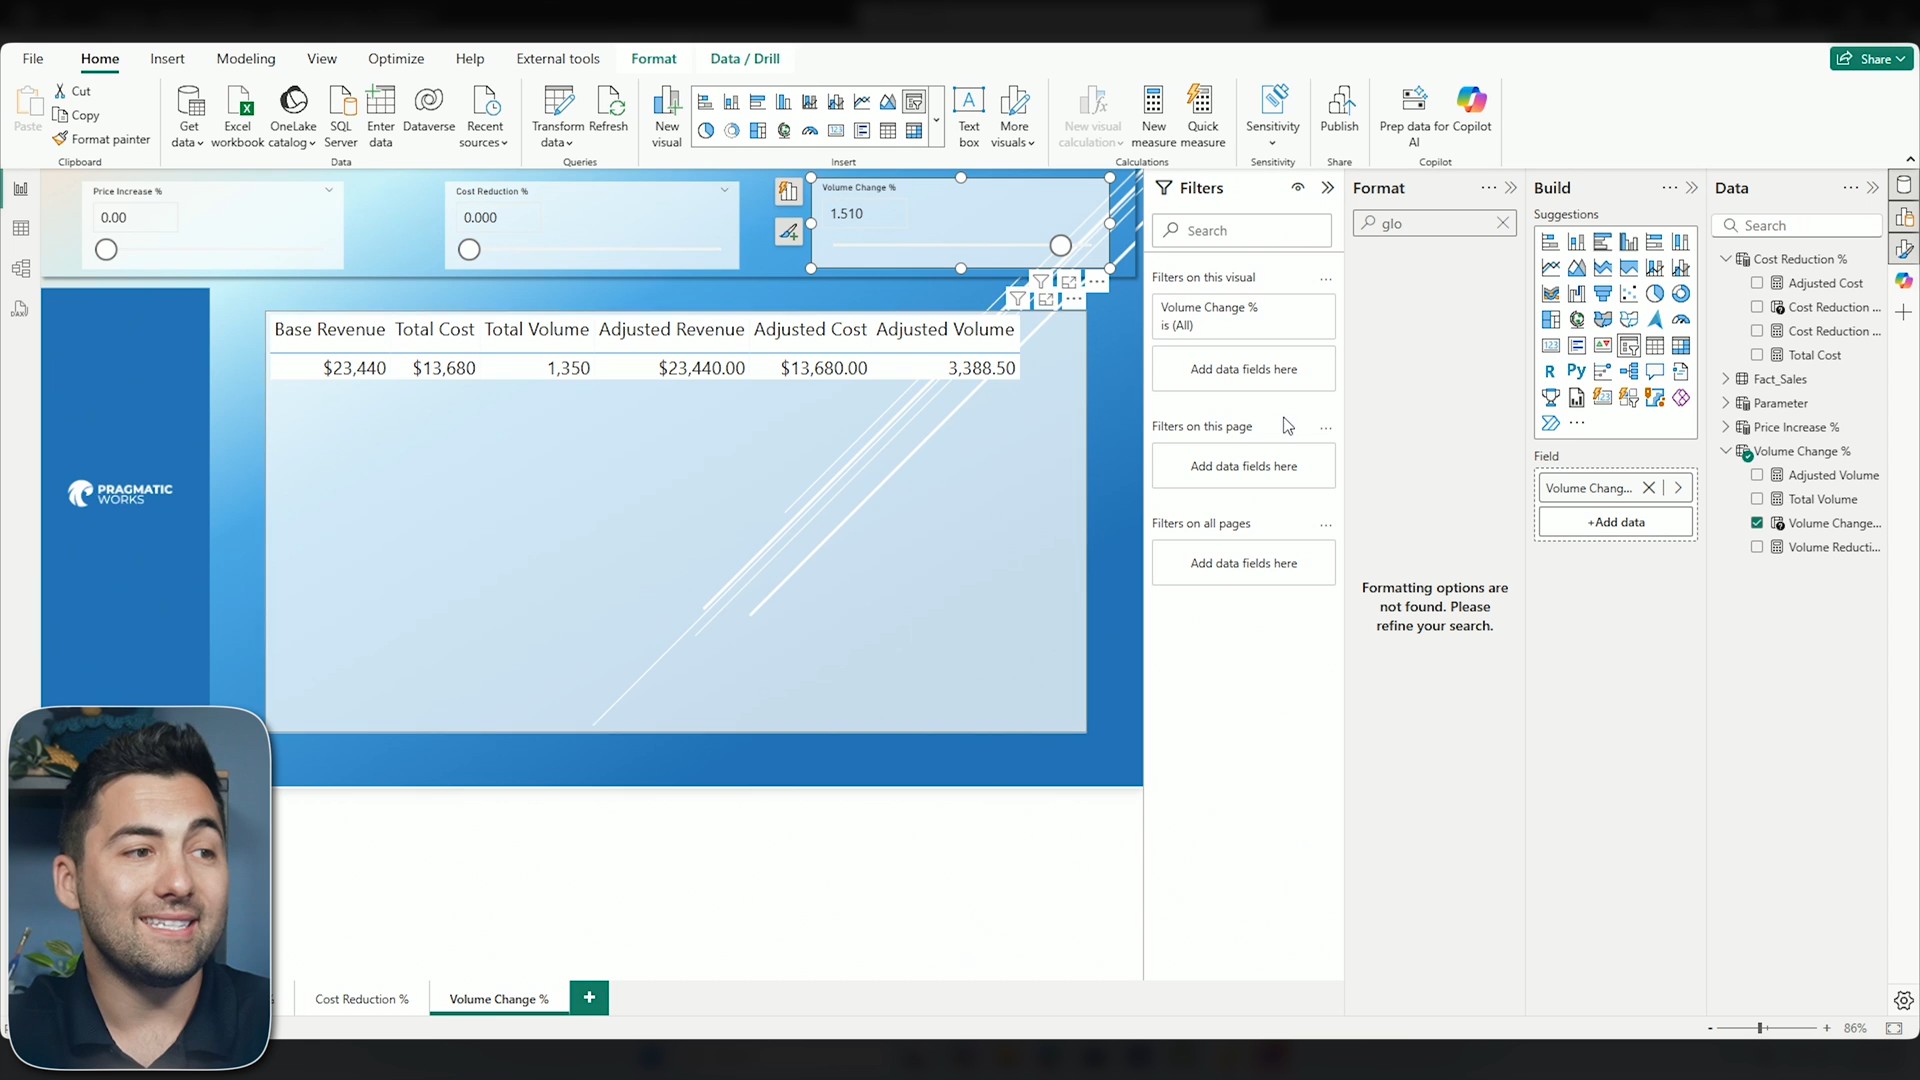 File Home Insert Modeling View Optimize Help External tools Format Data / Drill Share
Paste Cut Copy Format painter
Get data Excel workbook OneLake catalog SQL Server Enter data Dataverse Recent sources
Transform data Refresh New visual Text box More visuals
New visual calculation New measure Quick measure Sensitivity Publish Prep data for AI Copilot
Clipboard Data Queries Insert Calculations Sensitivity Share Copilot
Price Increase %
0.00
Cost Reduction %
0.000
Volume Change %
1.510
Base Revenue Total Cost Total Volume Adjusted Revenue Adjusted Cost Adjusted Volume
$23,440 $13,680 1,350 $23,440.00 $13,680.00 3,388.50
PRAGMATIC
WORKS
Filters
Search
Filters on this visual
Volume Change %
is (All)
Add data fields here
Filters on this page
Add data fields here
Filters on all pages
Add data fields here
Format
glo
Formatting options are
not found. Please
refine your search.
Build
Suggestions
R Py
Field
Volume Chang...
+Add data
Data
Search
Cost Reduction %
Adjusted Cost
Cost Reduction ...
Cost Reduction ...
Total Cost
Fact_Sales
Parameter
Price Increase %
Volume Change %
Adjusted Volume
Total Volume
Volume Change...
Volume Reducti...
Cost Reduction % Volume Change % +
- + 86%